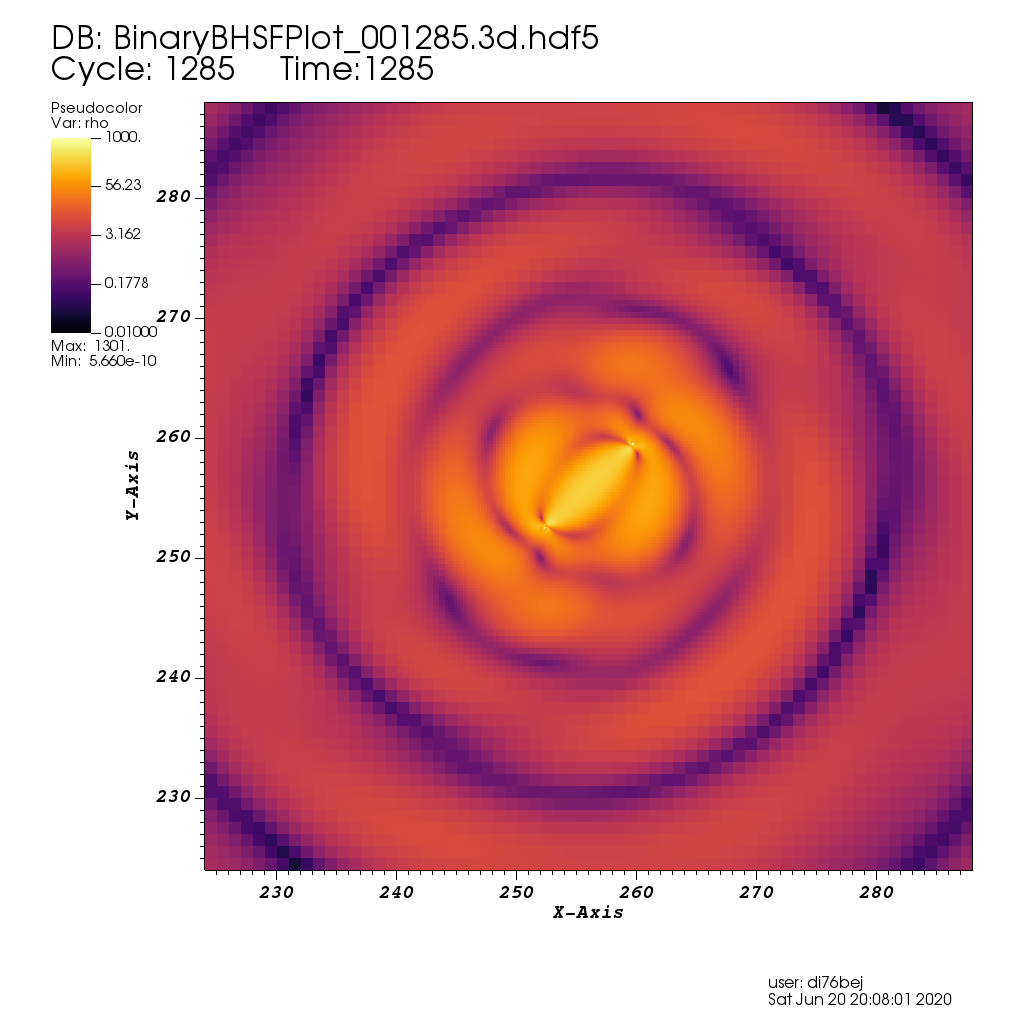 DB: BinaryBHSFPlot_001285.3d.hdf5
Cycle: 1285 Time:1285
Pseudocolor
Var: rho
1000.
56.23
3.162
0.1778
0.01000
Max: 1301.
Min: 5.660e-10
280
270
260
250
240
230
Y-Axis
230 240 250 260 270 280
X-Axis
user: di76bej
Sat Jun 20 20:08:01 2020